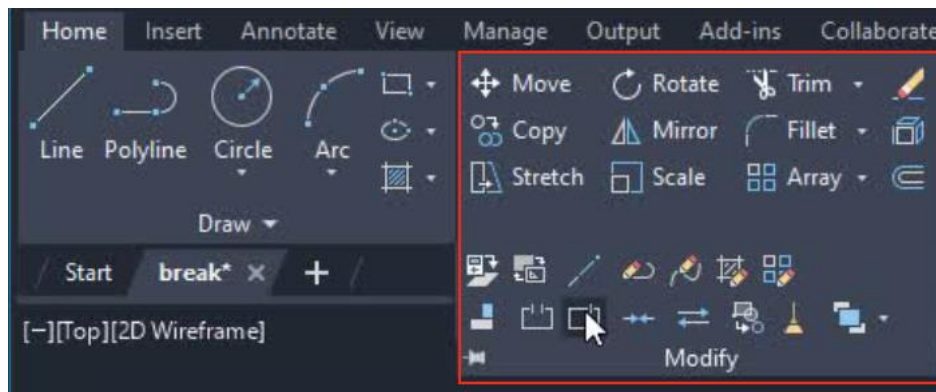 Home Insert Annotate View Manage Output Add-ins Collaborate
Move Rotate Trim
Copy Mirror Fillet
Line Polyline Circle Arc
Stretch Scale Array
Draw
Start break* × +
[−][Top][2D Wireframe]
Modify